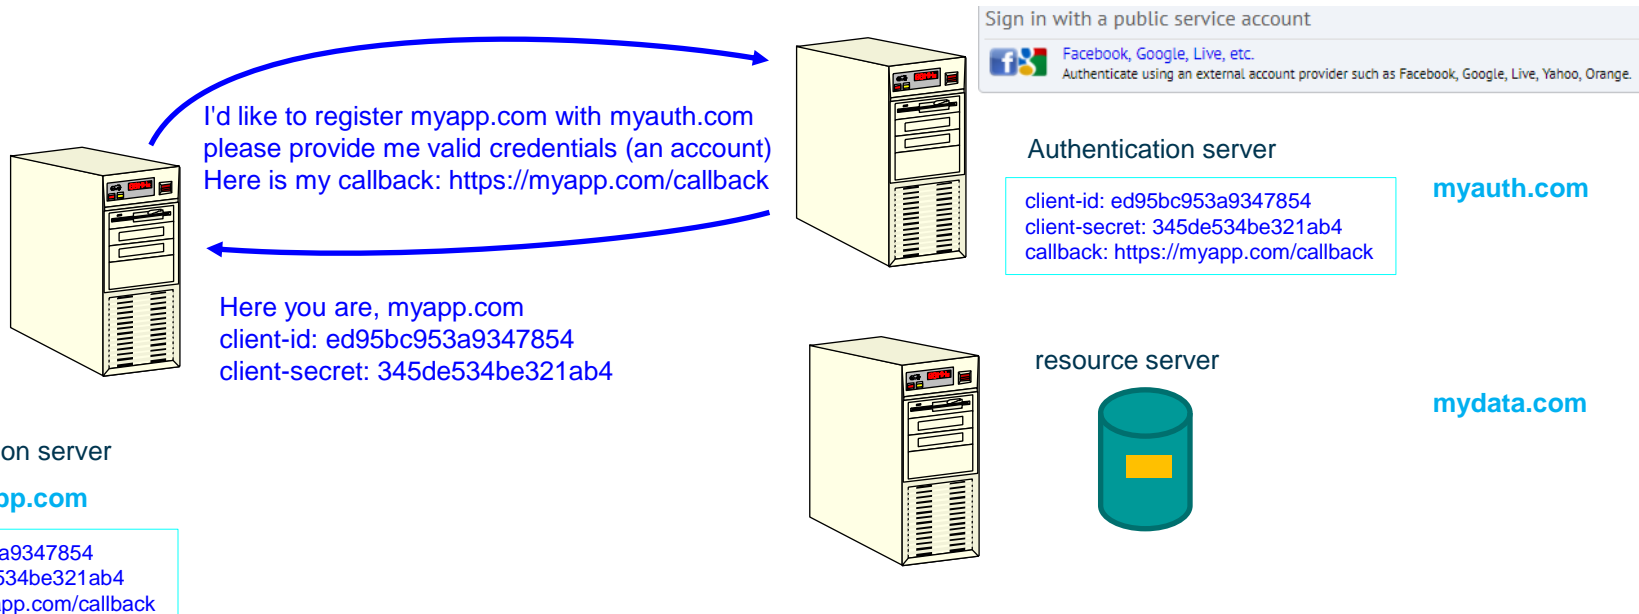 Sign in with a public service account
Facebook, Google, Live, etc.
Authenticate using an external account provider such as Facebook, Google, Live, Yahoo, Orange.
I'd like to register myapp.com with myauth.com
please provide me valid credentials (an account)
Here is my callback: https://myapp.com/callback
Authentication server
myauth.com
client-id: ed95bc953a9347854
client-secret: 345de534be321ab4
callback: https://myapp.com/callback
Here you are, myapp.com
client-id: ed95bc953a9347854
client-secret: 345de534be321ab4
resource server
mydata.com
on server
pp.com
a9347854
534be321ab4
app.com/callback